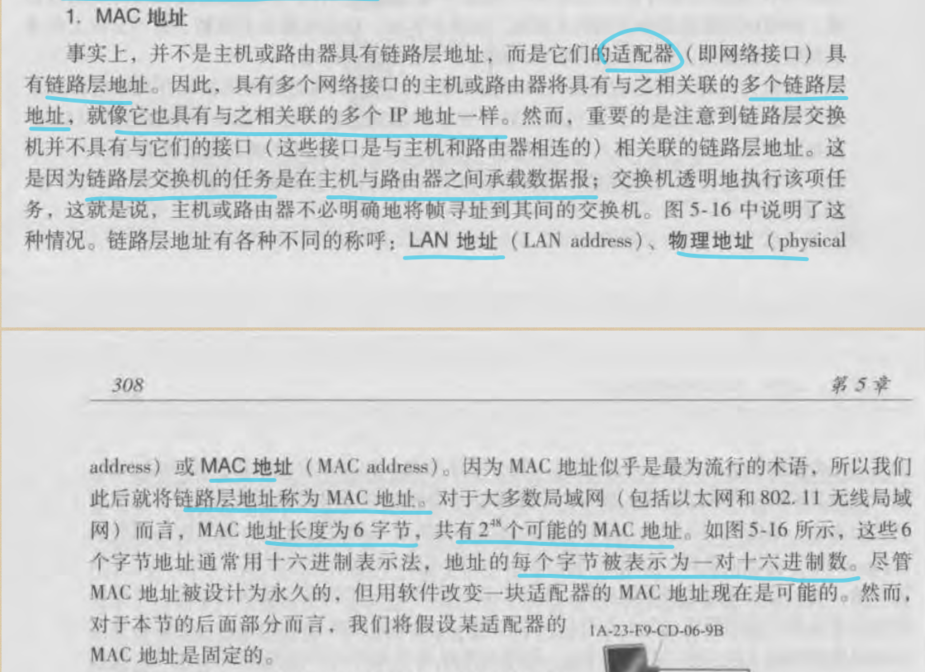 1. MAC 地址
事实上，并不是主机或路由器具有链路层地址，而是它们的适配器（即网络接口）具
有链路层地址。因此，具有多个网络接口的主机或路由器将具有与之相关联的多个链路层
地址，就像它也具有与之相关联的多个 IP 地址一样。然而，重要的是注意到链路层交换
机并不具有与它们的接口（这些接口是与主机和路由器相连的）相关联的链路层地址。这
是因为链路层交换机的任务是在主机与路由器之间承载数据报；交换机透明地执行该项任
务，这就是说，主机或路由器不必明确地将帧寻址到其间的交换机。图 5-16 中说明了这
种情况。链路层地址有各种不同的称呼：LAN 地址（LAN address）、物理地址（physical
308
第 5 章
address）或 MAC 地址（MAC address）。因为 MAC 地址似乎是最为流行的术语，所以我们
此后就将链路层地址称为 MAC 地址。对于大多数局域网（包括以太网和 802.11 无线局域
网）而言，MAC 地址长度为 6 字节，共有 2⁴⁸ 个可能的 MAC 地址。如图 5-16 所示，这些 6
个字节地址通常用十六进制表示法，地址的每个字节被表示为一对十六进制数。尽管
MAC 地址被设计为永久的，但用软件改变一块适配器的 MAC 地址现在是可能的。然而，
对于本节的后面部分而言，我们将假设某适配器的
1A-23-F9-CD-06-9B
MAC 地址是固定的。